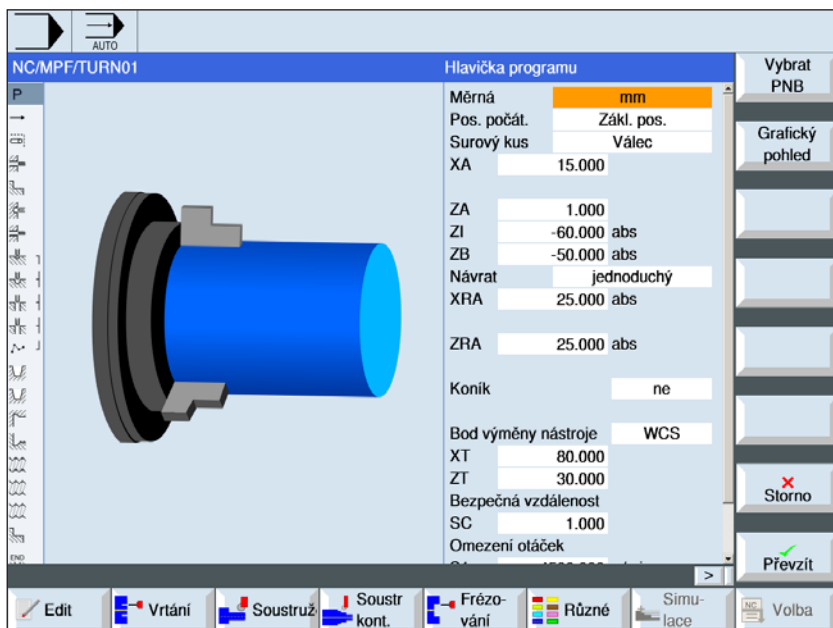 AUTO
NC/MPF/TURN01
Hlavička programu
P
Měrná mm
Pos. počát. Zákl. pos.
Surový kus Válec
XA 15.000
ZA 1.000
ZI -60.000 abs
ZB -50.000 abs
Návrat jednoduchý
XRA 25.000 abs
ZRA 25.000 abs
Koník ne
Bod výměny nástroje WCS
XT 80.000
ZT 30.000
Bezpečná vzdálenost
SC 1.000
Omezení otáček
END
>
Vybrat
PNB
Grafický
pohled
Storno
Převzít
Edit
Vrtání
Soustruž
Soustr
kont.
Frézo-
vání
Různé
Simu-
lace
NC
Volba